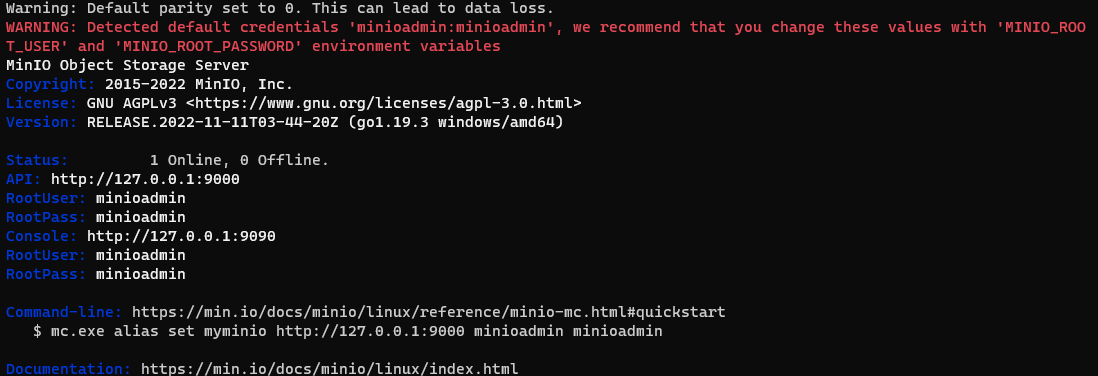 Warning: Default parity set to 0. This can lead to data loss.
WARNING: Detected default credentials 'minioadmin:minioadmin', we recommend that you change these values with 'MINIO_ROO
T_USER' and 'MINIO_ROOT_PASSWORD' environment variables
MinIO Object Storage Server
Copyright: 2015-2022 MinIO, Inc.
License: GNU AGPLv3 <https://www.gnu.org/licenses/agpl-3.0.html>
Version: RELEASE.2022-11-11T03-44-20Z (go1.19.3 windows/amd64)
Status:         1 Online, 0 Offline.
API: http://127.0.0.1:9000
RootUser: minioadmin
RootPass: minioadmin
Console: http://127.0.0.1:9090
RootUser: minioadmin
RootPass: minioadmin
Command-line: https://min.io/docs/minio/linux/reference/minio-mc.html#quickstart
   $ mc.exe alias set myminio http://127.0.0.1:9000 minioadmin minioadmin
Documentation: https://min.io/docs/minio/linux/index.html